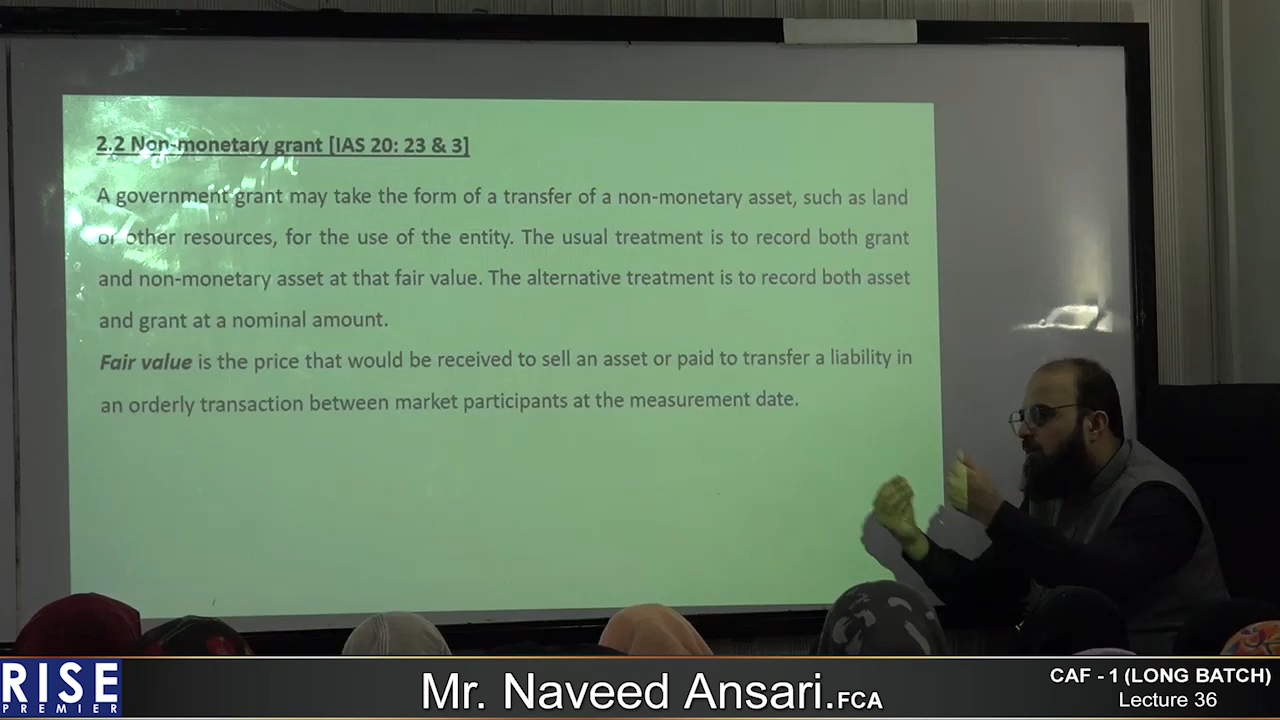 2.2 Non-monetary grant [IAS 20: 23 & 3]
A government grant may take the form of a transfer of a non-monetary asset, such as land
or other resources, for the use of the entity. The usual treatment is to record both grant
and non-monetary asset at that fair value. The alternative treatment is to record both asset
and grant at a nominal amount.
Fair value is the price that would be received to sell an asset or paid to transfer a liability in
an orderly transaction between market participants at the measurement date.
RISE
PREMIER
Mr. Naveed Ansari.FCA
CAF - 1 (LONG BATCH)
Lecture 36